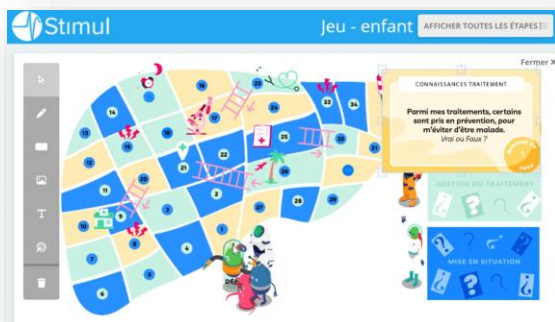 Stimul
Jeu - enfant
AFFICHER TOUTES LES ÉTAPES
Fermer X
CONNAISSANCES TRAITEMENT
Parmi mes traitements, certains
sont pris en prévention, pour
m'éviter d'être malade.
Vrai ou Faux ?
GESTION DU TRAITEMENT
MISE EN SITUATION
T
16
23
24
33
34
14
13
19
18
17
25
30
31
12
22
21
26
11
20
2
10
9
3
27
28
29
8
1
7
4
5
6